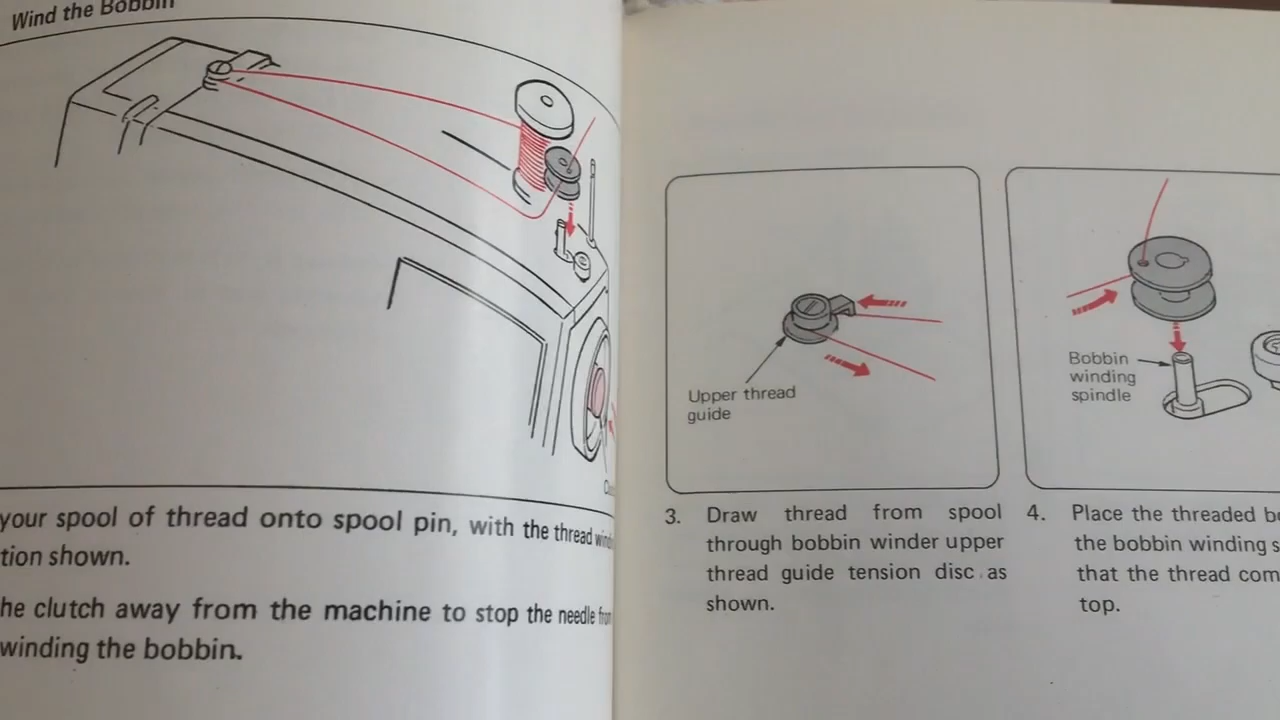 Wind the Bobbin
your spool of thread onto spool pin, with the thread
tion shown.
he clutch away from the machine to stop the needle from
winding the bobbin.
Upper thread
guide
3. Draw thread from spool
through bobbin winder upper
thread guide tension disc as
shown.
Bobbin
winding
spindle
4. Place the threaded
the bobbin winding
that the thread
top.